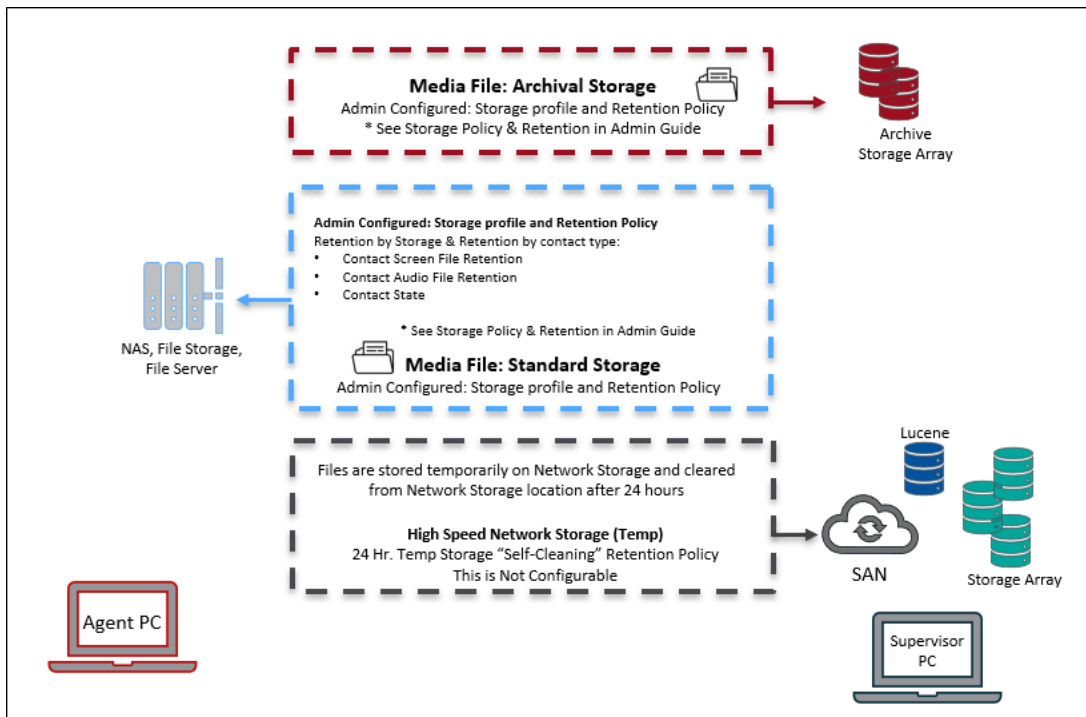 Media File: Archival Storage
Admin Configured: Storage profile and Retention Policy
* See Storage Policy & Retention in Admin Guide
Archive
Storage Array
Admin Configured: Storage profile and Retention Policy
Retention by Storage & Retention by contact type:
• Contact Screen File Retention
• Contact Audio File Retention
• Contact State
* See Storage Policy & Retention in Admin Guide
Media File: Standard Storage
Admin Configured: Storage profile and Retention Policy
NAS, File Storage,
File Server
Files are stored temporarily on Network Storage and cleared
from Network Storage location after 24 hours
High Speed Network Storage (Temp)
24 Hr. Temp Storage “Self-Cleaning” Retention Policy
This is Not Configurable
Lucene
SAN
Storage Array
Agent PC
Supervisor
PC